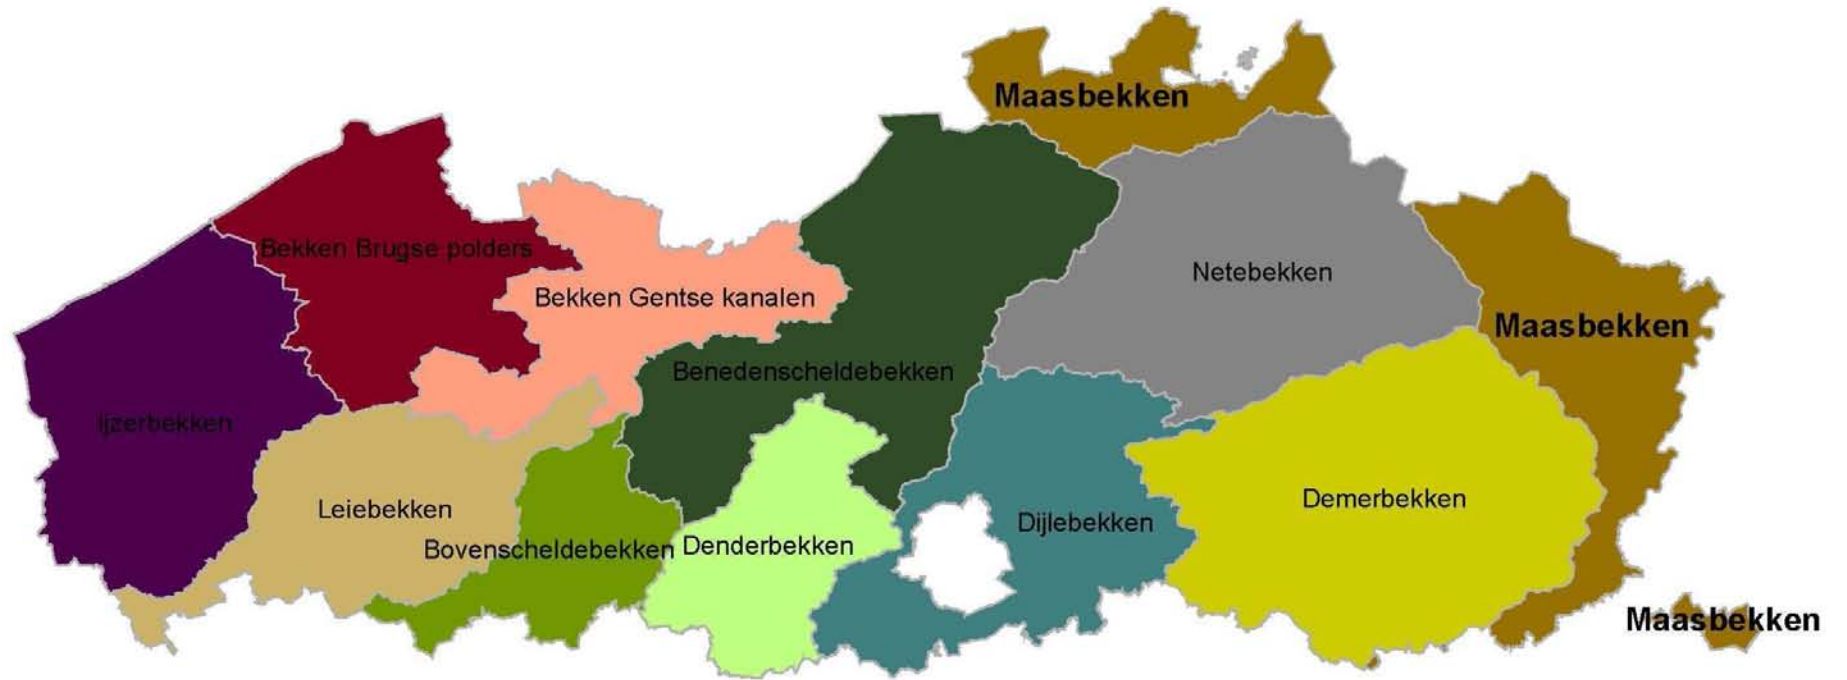 Maasbekken
Bekken Brugse polders
Netebekken
Bekken Gentse kanalen
Maasbekken
Benedenscheldebekken
Ijzerbekken
Demerbekken
Leiebekken
Dijlebekken
Bovenscheldebekken
Denderbekken
Maasbekken